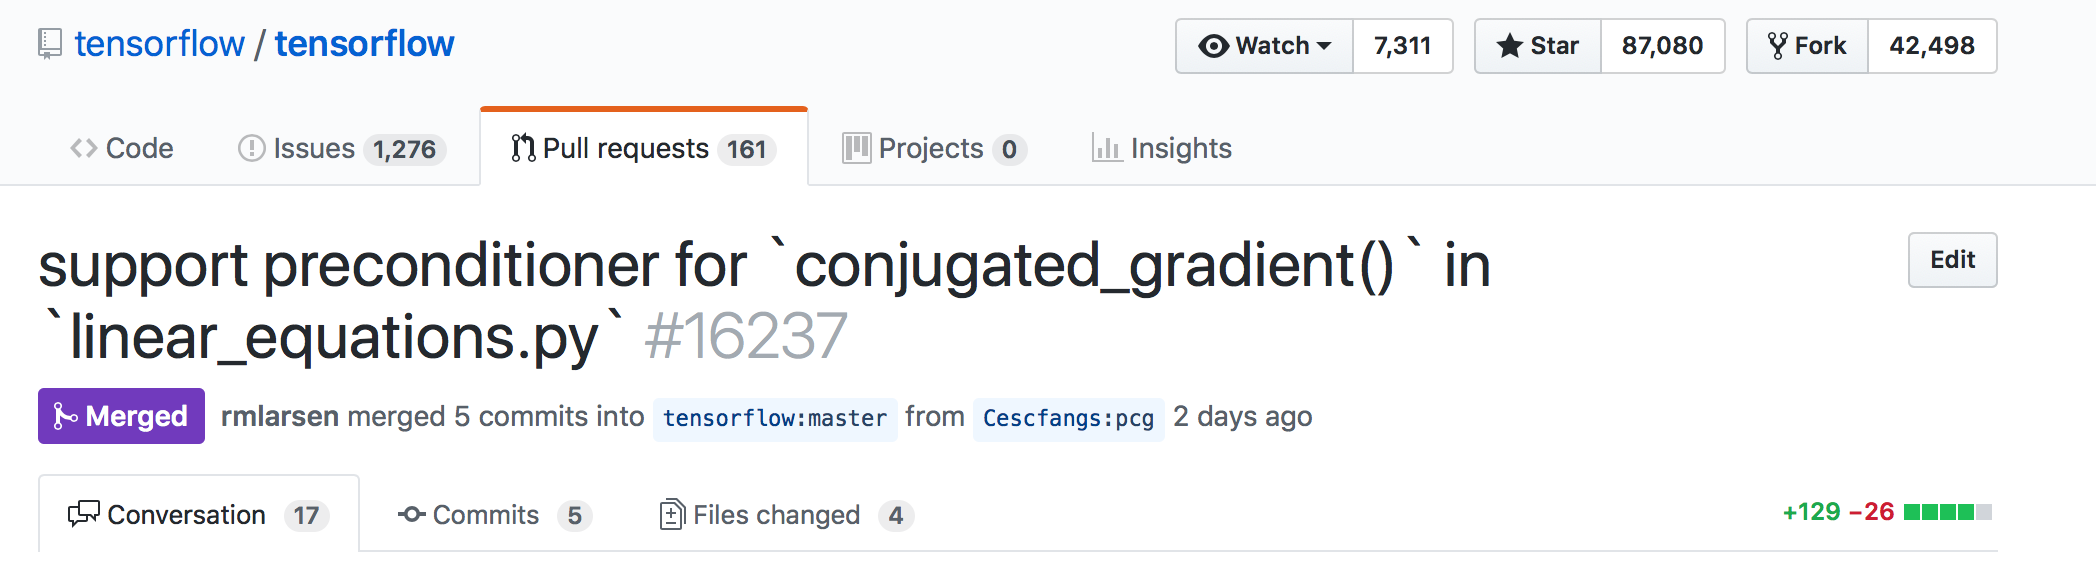 tensorflow / tensorflow
Watch 7,311 Star 87,080 Fork 42,498
Code Issues 1,276 Pull requests 161 Projects 0 Insights
support preconditioner for `conjugated_gradient()` in
`linear_equations.py` #16237
Edit
Merged rmlarsen merged 5 commits into tensorflow:master from Cescfangs:pcg 2 days ago
Conversation 17 Commits 5 Files changed 4 +129 −26